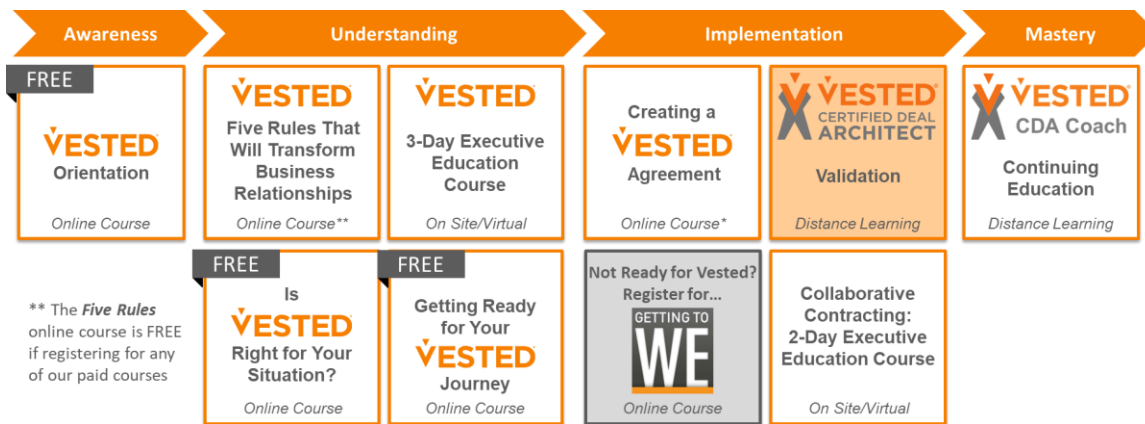 Awareness
Understanding
Implementation
Mastery
FREE
VESTED®
Orientation
Online Course
VESTED®
Five Rules That
Will Transform
Business
Relationships
Online Course**
VESTED®
3-Day Executive
Education
Course
On Site/Virtual
Creating a
VESTED®
Agreement
Online Course*
VESTED®
CERTIFIED DEAL
ARCHITECT
Validation
Distance Learning
VESTED®
CDA Coach
Continuing
Education
Distance Learning
** The Five Rules
online course is FREE
if registering for any
of our paid courses
FREE
Is
VESTED®
Right for Your
Situation?
Online Course
FREE
Getting Ready
for Your
VESTED®
Journey
Online Course
Not Ready for Vested?
Register for...
GETTING TO
WE
Online Course
Collaborative
Contracting:
2-Day Executive
Education Course
On Site/Virtual